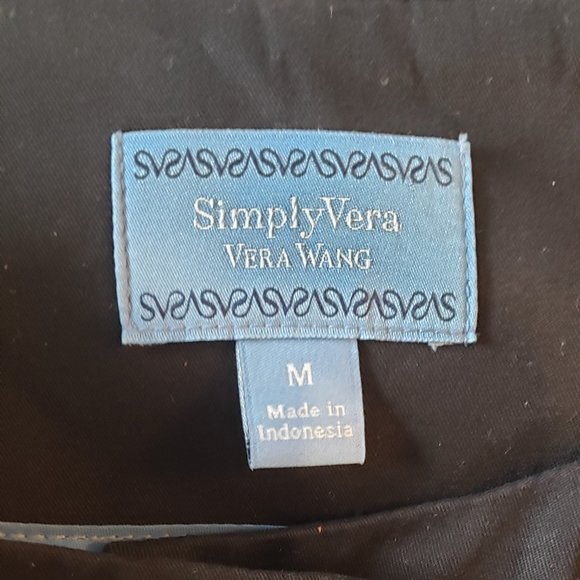 SimplyVera
VERA WANG
M
Made in
Indonesia